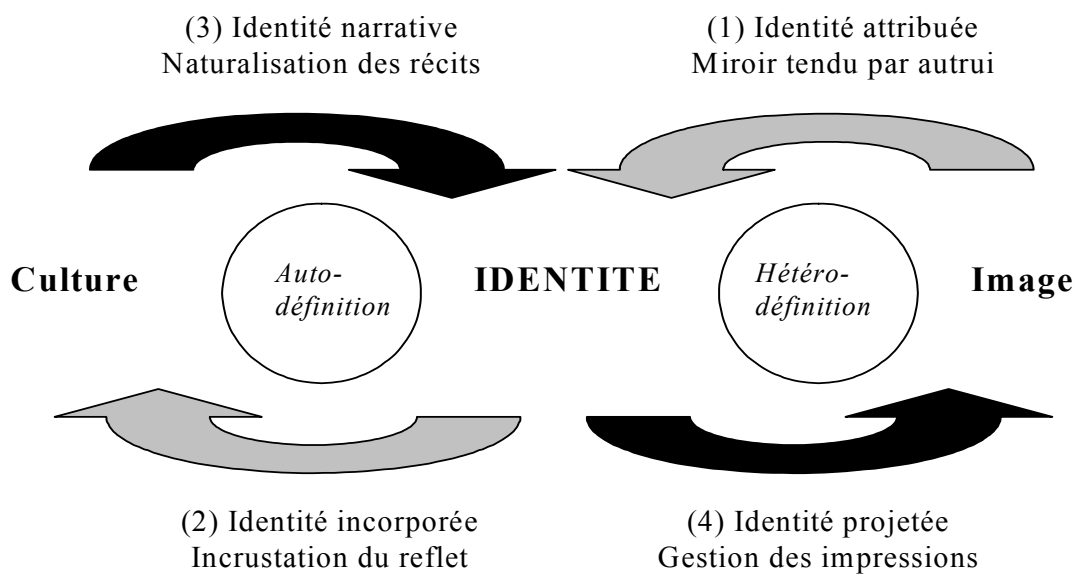 (3) Identité narrative
Naturalisation des récits
(1) Identité attribuée
Miroir tendu par autrui
Culture
Auto-
définition
IDENTITE
Hétéro-
définition
Image
(2) Identité incorporée
Incrustation du reflet
(4) Identité projetée
Gestion des impressions